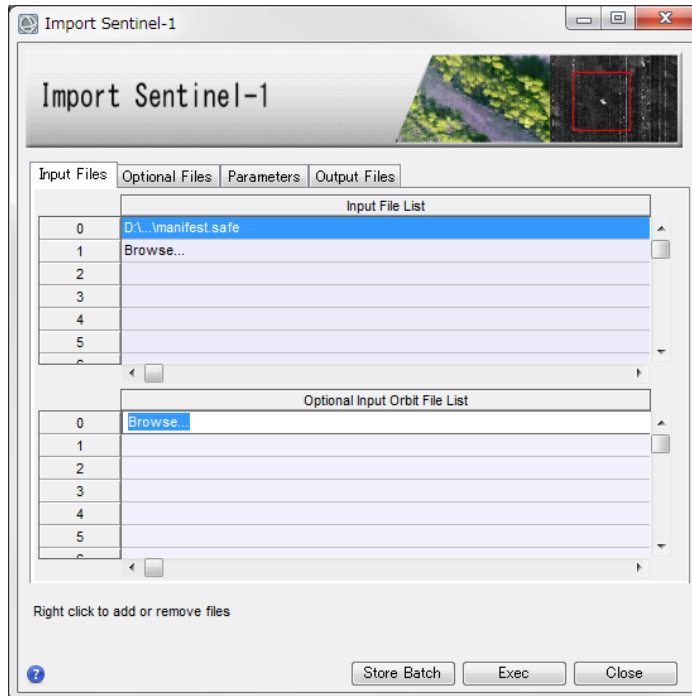 Import Sentinel-1
Import Sentinel-1
Input Files Optional Files Parameters Output Files
Input File List
0 D:\...\manifest.safe
1 Browse...
2
3
4
5
Optional Input Orbit File List
0 Browse...
1
2
3
4
5
Right click to add or remove files
? Store Batch Exec Close